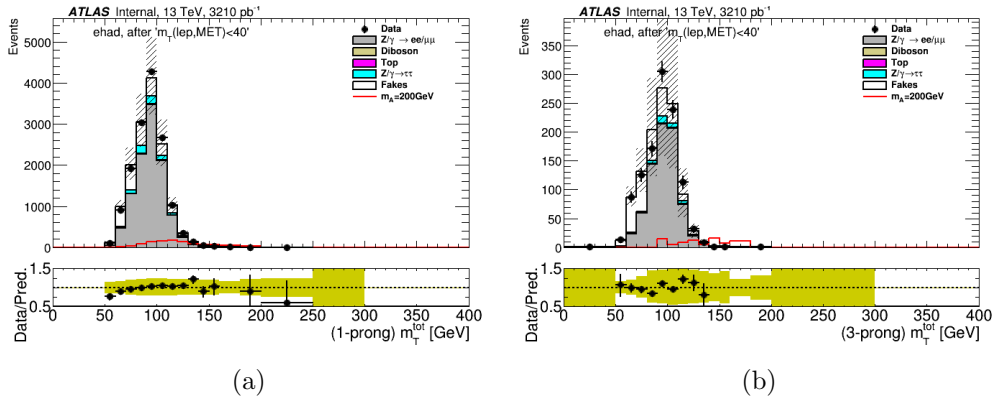 ATLAS Internal, 13 TeV, 3210 pb⁻¹
ehad, after 'm_T(lep,MET)<40'
Events
5000
4000
3000
2000
1000
0
Data
Z/γ → ee/μμ
Diboson
Top
Z/γ→ττ
Fakes
m_A=200GeV
Data/Pred.
1.5
1.0
0.5
0 50 100 150 200 250 300 350 400
(1-prong) m_T^tot [GeV]
(a)
ATLAS Internal, 13 TeV, 3210 pb⁻¹
ehad, after 'm_T(lep,MET)<40'
Events
350
300
250
200
150
100
50
0
Data
Z/γ → ee/μμ
Diboson
Top
Z/γ→ττ
Fakes
m_A=200GeV
Data/Pred.
1.5
1.0
0.5
0 50 100 150 200 250 300 350 400
(3-prong) m_T^tot [GeV]
(b)